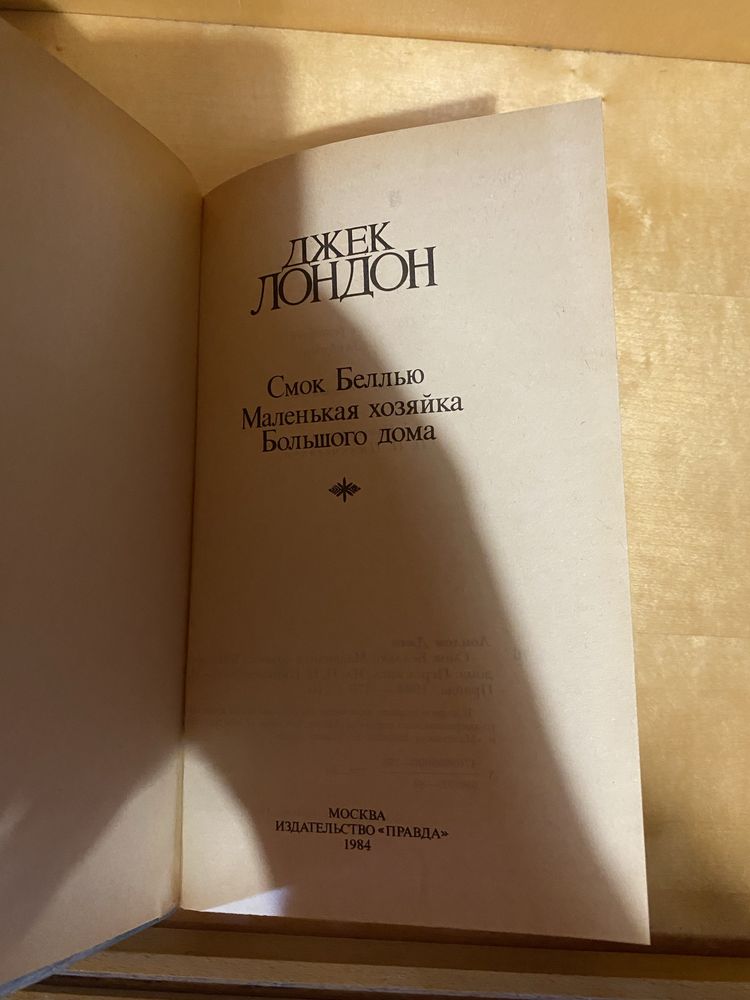 ДЖЕК
ЛОНДОН
Смок Беллью
Маленькая хозяйка
Большого дома
МОСКВА
ИЗДАТЕЛЬСТВО «ПРАВДА»
1984